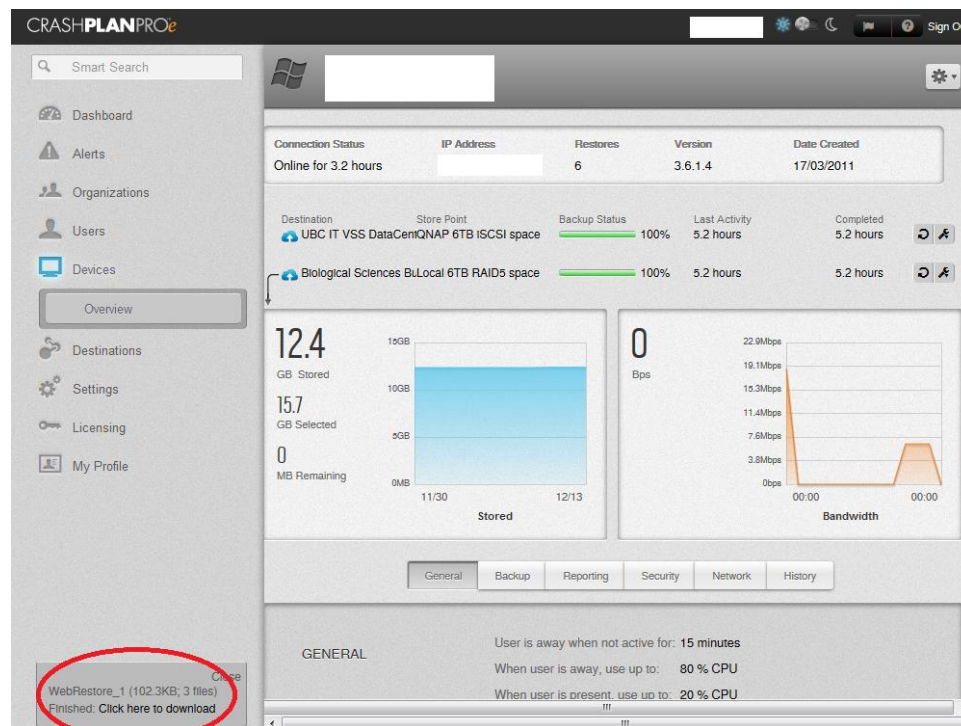 CRASHPLANPROe
Sign O
Smart Search
Dashboard
Alerts
Organizations
Users
Devices
Overview
Destinations
Settings
Licensing
My Profile
Connection Status IP Address Restores Version Date Created
Online for 3.2 hours 6 3.6.1.4 17/03/2011
Destination Store Point Backup Status Last Activity Completed
UBC IT VSS DataCent QNAP 6TB ISCSI space 100% 5.2 hours 5.2 hours
Biological Sciences Bu Local 6TB RAID5 space 100% 5.2 hours 5.2 hours
12.4
GB Stored
15.7
GB Selected
0
MB Remaining
15GB
10GB
5GB
0MB
11/30 12/13
Stored
0
Bps
22.9Mbps
19.1Mbps
15.3Mbps
11.4Mbps
7.6Mbps
3.8Mbps
0bps
00:00 00:00
Bandwidth
General Backup Reporting Security Network History
GENERAL
User is away when not active for: 15 minutes
When user is away, use up to: 80 % CPU
When user is present, use up to: 20 % CPU
Close
WebRestore_1 (102.3KB; 3 files)
Finished: Click here to download